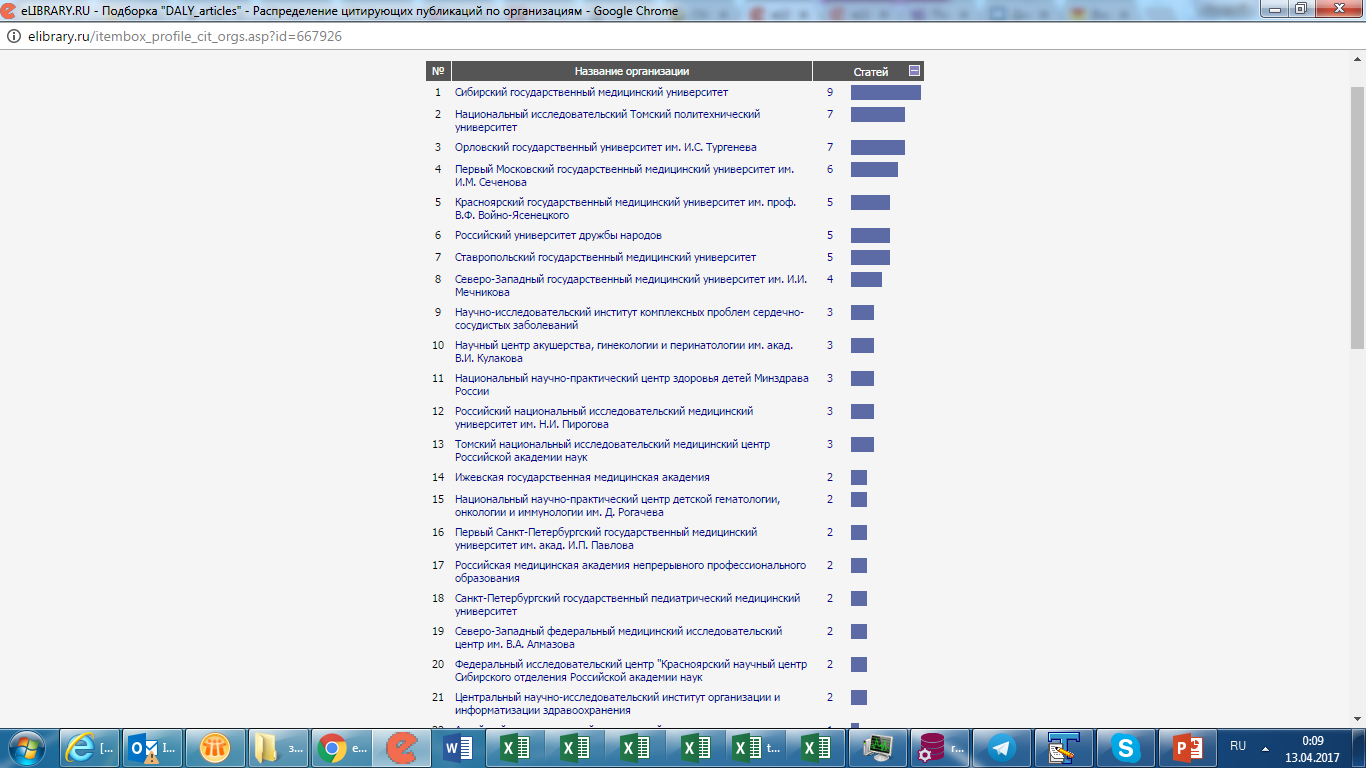 eLIBRARY.RU - Подборка "DALY_articles" - Распределение цитирующих публикаций по организациям - Google Chrome
elibrary.ru/itembox_profile_cit_orgs.asp?id=667926
№ Название организации Статей
1 Сибирский государственный медицинский университет 9
2 Национальный исследовательский Томский политехнический 7
университет
3 Орловский государственный университет им. И.С. Тургенева 7
4 Первый Московский государственный медицинский университет им. 6
И.М. Сеченова
5 Красноярский государственный медицинский университет им. проф. 5
В.Ф. Войно-Ясенецкого
6 Российский университет дружбы народов 5
7 Ставропольский государственный медицинский университет 5
8 Северо-Западный государственный медицинский университет им. И.И. 4
Мечникова
9 Научно-исследовательский институт комплексных проблем сердечно- 3
сосудистых заболеваний
10 Научный центр акушерства, гинекологии и перинатологии им. акад. 3
В.И. Кулакова
11 Национальный научно-практический центр здоровья детей Минздрава 3
России
12 Российский национальный исследовательский медицинский 3
университет им. Н.И. Пирогова
13 Томский национальный исследовательский медицинский центр 3
Российской академии наук
14 Ижевская государственная медицинская академия 2
15 Национальный научно-практический центр детской гематологии, 2
онкологии и иммунологии им. Д. Рогачева
16 Первый Санкт-Петербургский государственный медицинский 2
университет им. акад. И.П. Павлова
17 Российская медицинская академия непрерывного профессионального 2
образования
18 Санкт-Петербургский государственный педиатрический медицинский 2
университет
19 Северо-Западный федеральный медицинский исследовательский 2
центр им. В.А. Алмазова
20 Федеральный исследовательский центр "Красноярский научный центр 2
Сибирского отделения Российской академии наук
21 Центральный научно-исследовательский институт организации и 2
информатизации здравоохранения
[... I... з... e... t... r... RU 0:09
13.04.2017